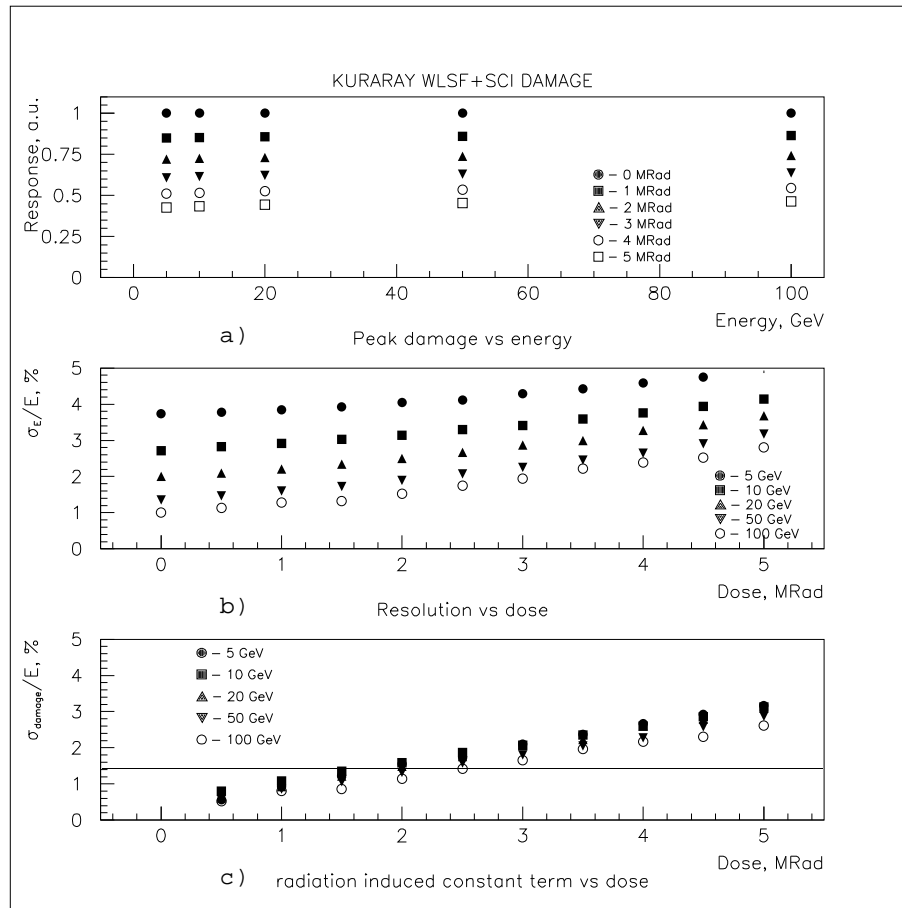 KURARAY WLSF+SCI DAMAGE
Response, a.u.
1
0.75
0.5
0.25
0
– 0 MRad
– 1 MRad
– 2 MRad
– 3 MRad
– 4 MRad
– 5 MRad
0 20 40 60 80 100
Energy, GeV
a) Peak damage vs energy
σE/E, %
5
4
3
2
1
0
– 5 GeV
– 10 GeV
– 20 GeV
– 50 GeV
– 100 GeV
0 1 2 3 4 5
Dose, MRad
b) Resolution vs dose
σdamage/E, %
5
4
3
2
1
0
– 5 GeV
– 10 GeV
– 20 GeV
– 50 GeV
– 100 GeV
0 1 2 3 4 5
Dose, MRad
c) radiation induced constant term vs dose